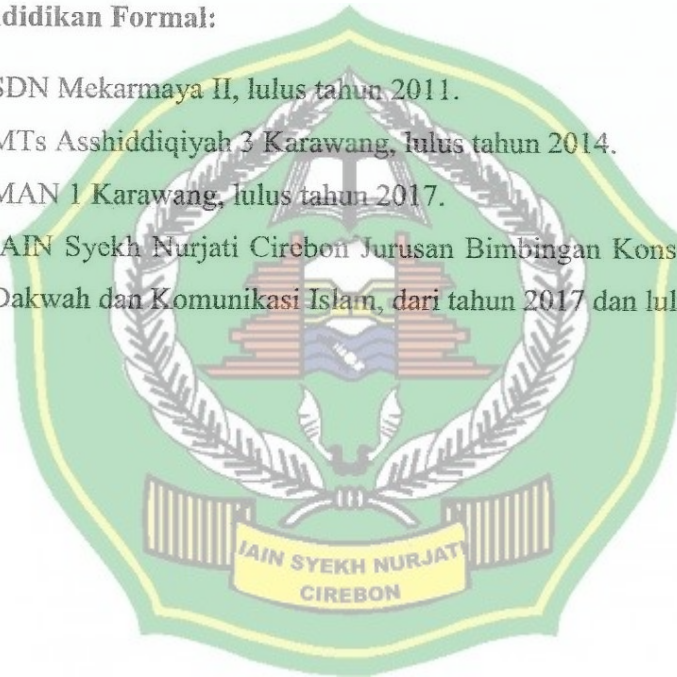 didikan Formal:
SDN Mekarmaya II, lulus tahun 2011.
MTs Asshiddiqiyah 3 Karawang, lulus tahun 2014.
MAN 1 Karawang, lulus tahun 2017.
IAIN Syekh Nurjati Cirebon Jurusan Bimbingan Kons
Dakwah dan Komunikasi Islam, dari tahun 2017 dan lul
IAIN SYEKH NURJATI
CIREBON